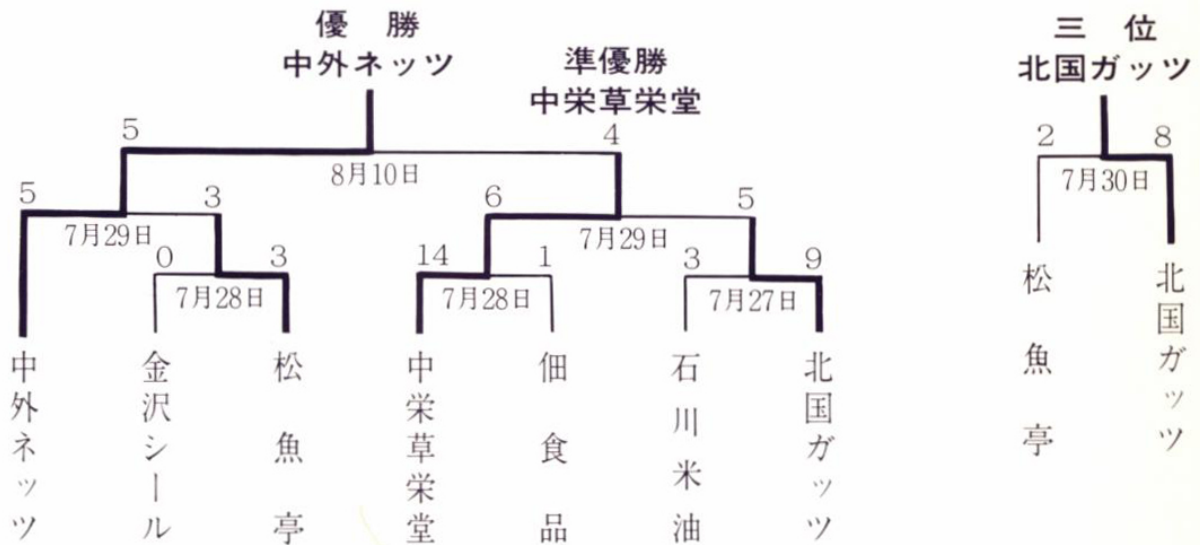 優勝
中外ネッツ
準優勝
中栄草栄堂
三位
北国ガッツ
5
4
8月10日
2
8
7月30日
5
3
7月29日
6
5
7月29日
0
3
7月28日
14
1
7月28日
3
9
7月27日
中外ネッツ
金沢シール
松魚亭
中栄草栄堂
佃食品
石川米油
北国ガッツ
松魚亭
北国ガッツ